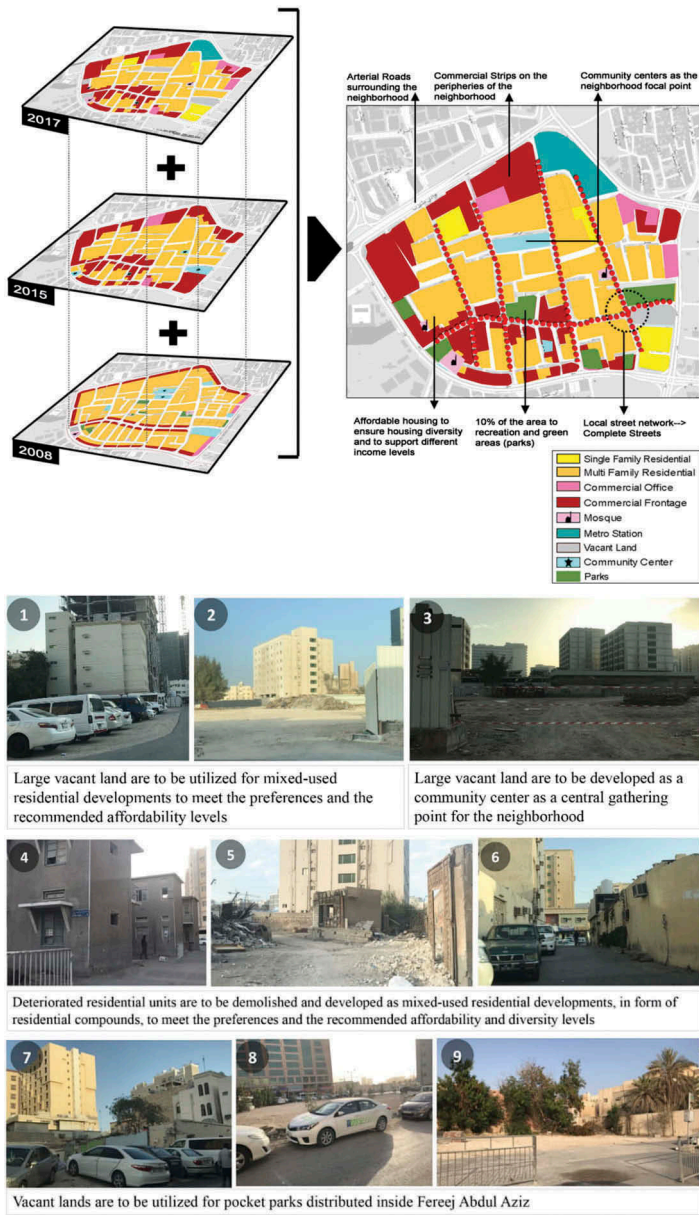 2017
2015
2008
Arterial Roads
surrounding the
neighborhood
Commercial Strips on the
peripheries of the
neighborhood
Community centers as the
neighborhood focal point
Affordable housing to
ensure housing diversity
and to support different
income levels
10% of the area to
recreation and green
areas (parks)
Local street network-->
Complete Streets
Single Family Residential
Multi Family Residential
Commercial Office
Commercial Frontage
Mosque
Metro Station
Vacant Land
Community Center
Parks
1
2
3
Large vacant land are to be utilized for mixed-used
residential developments to meet the preferences and the
recommended affordability levels
Large vacant land are to be developed as a
community center as a central gathering
point for the neighborhood
4
5
6
Deteriorated residential units are to be demolished and developed as mixed-used residential developments, in form of
residential compounds, to meet the preferences and the recommended affordability and diversity levels
7
8
9
Vacant lands are to be utilized for pocket parks distributed inside Fereej Abdul Aziz